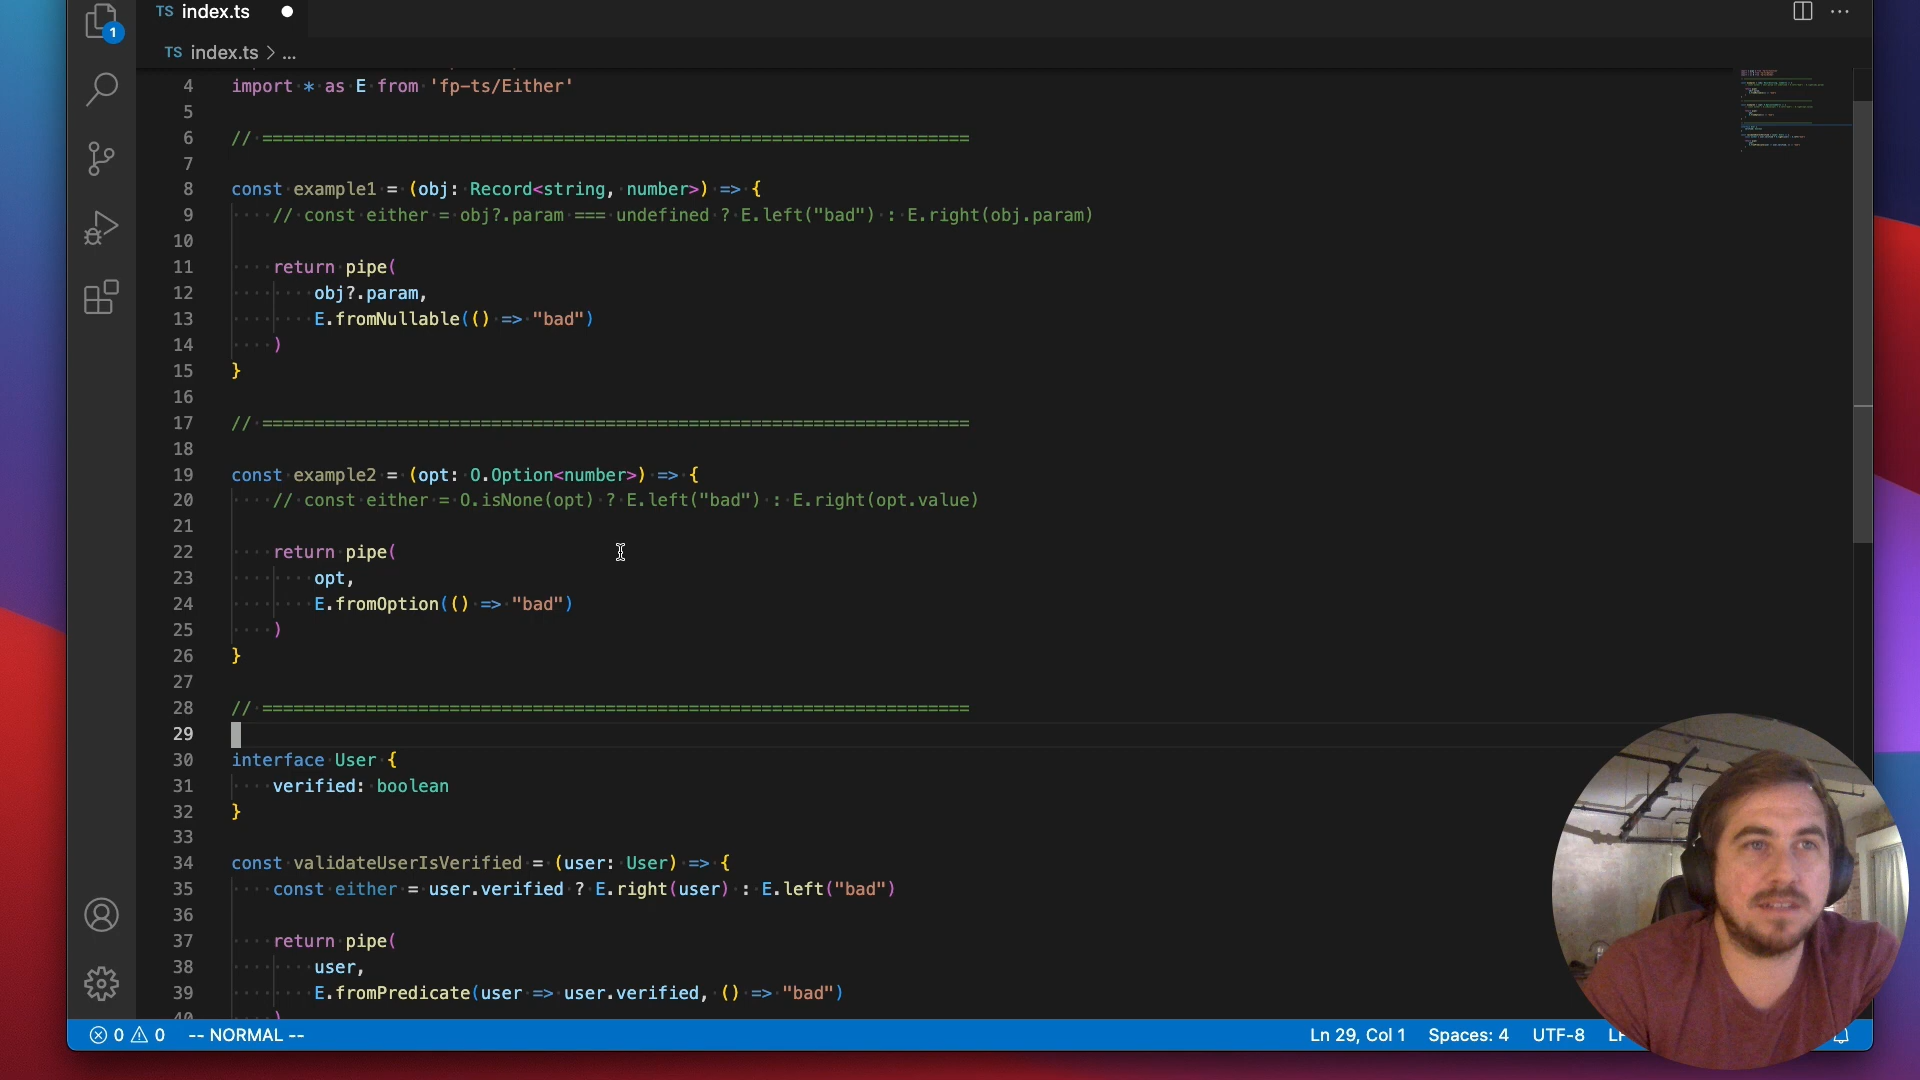 TS index.ts
1
TS index.ts > ...
4 import * as E from 'fp-ts/Either'
5
6 // ====================================================================
7
8 const example1 = (obj: Record<string, number>) => {
9 // const either = obj?.param === undefined ? E.left("bad") : E.right(obj.param)
10
11 return pipe(
12 obj?.param,
13 E.fromNullable(() => "bad")
14 )
15 }
16
17 // ====================================================================
18
19 const example2 = (opt: O.Option<number>) => {
20 // const either = O.isNone(opt) ? E.left("bad") : E.right(opt.value)
21
22 return pipe(
23 opt,
24 E.fromOption(() => "bad")
25 )
26 }
27
28 // ====================================================================
29
30 interface User {
31 verified: boolean
32 }
33
34 const validateUserIsVerified = (user: User) => {
35 const either = user.verified ? E.right(user) : E.left("bad")
36
37 return pipe(
38 user,
39 E.fromPredicate(user => user.verified, () => "bad")
40 )
0 0 -- NORMAL -- Ln 29, Col 1 Spaces: 4 UTF-8